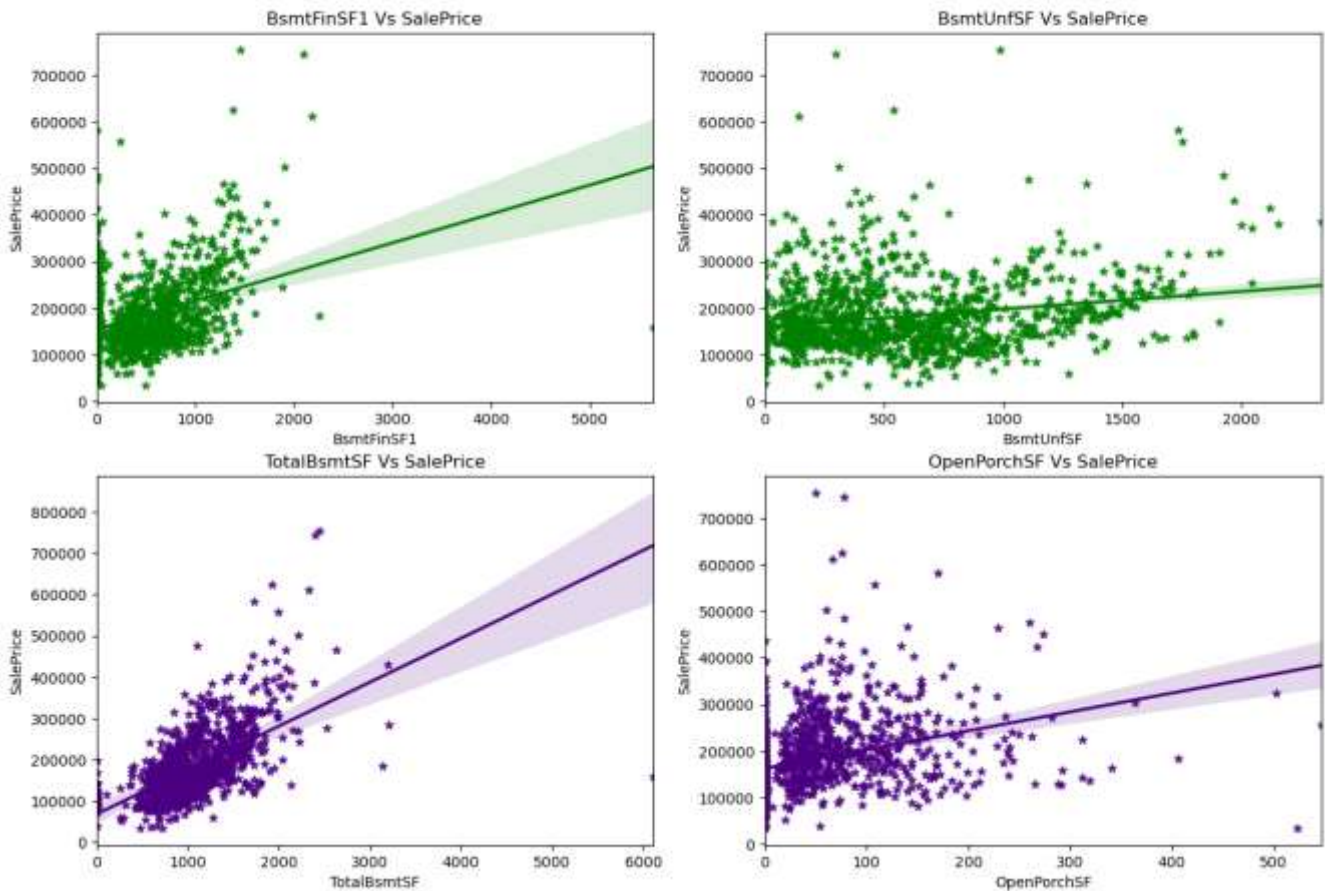 BsmtFinSF1 Vs SalePrice
700000
600000
500000
400000
300000
200000
100000
0
SalePrice
0 1000 2000 3000 4000 5000
BsmtFinSF1
BsmtUnfSF Vs SalePrice
700000
600000
500000
400000
300000
200000
100000
0
SalePrice
0 500 1000 1500 2000
BsmtUnfSF
TotalBsmtSF Vs SalePrice
800000
700000
600000
500000
400000
300000
200000
100000
0
SalePrice
0 1000 2000 3000 4000 5000 6000
TotalBsmtSF
OpenPorchSF Vs SalePrice
700000
600000
500000
400000
300000
200000
100000
0
SalePrice
0 100 200 300 400 500
OpenPorchSF